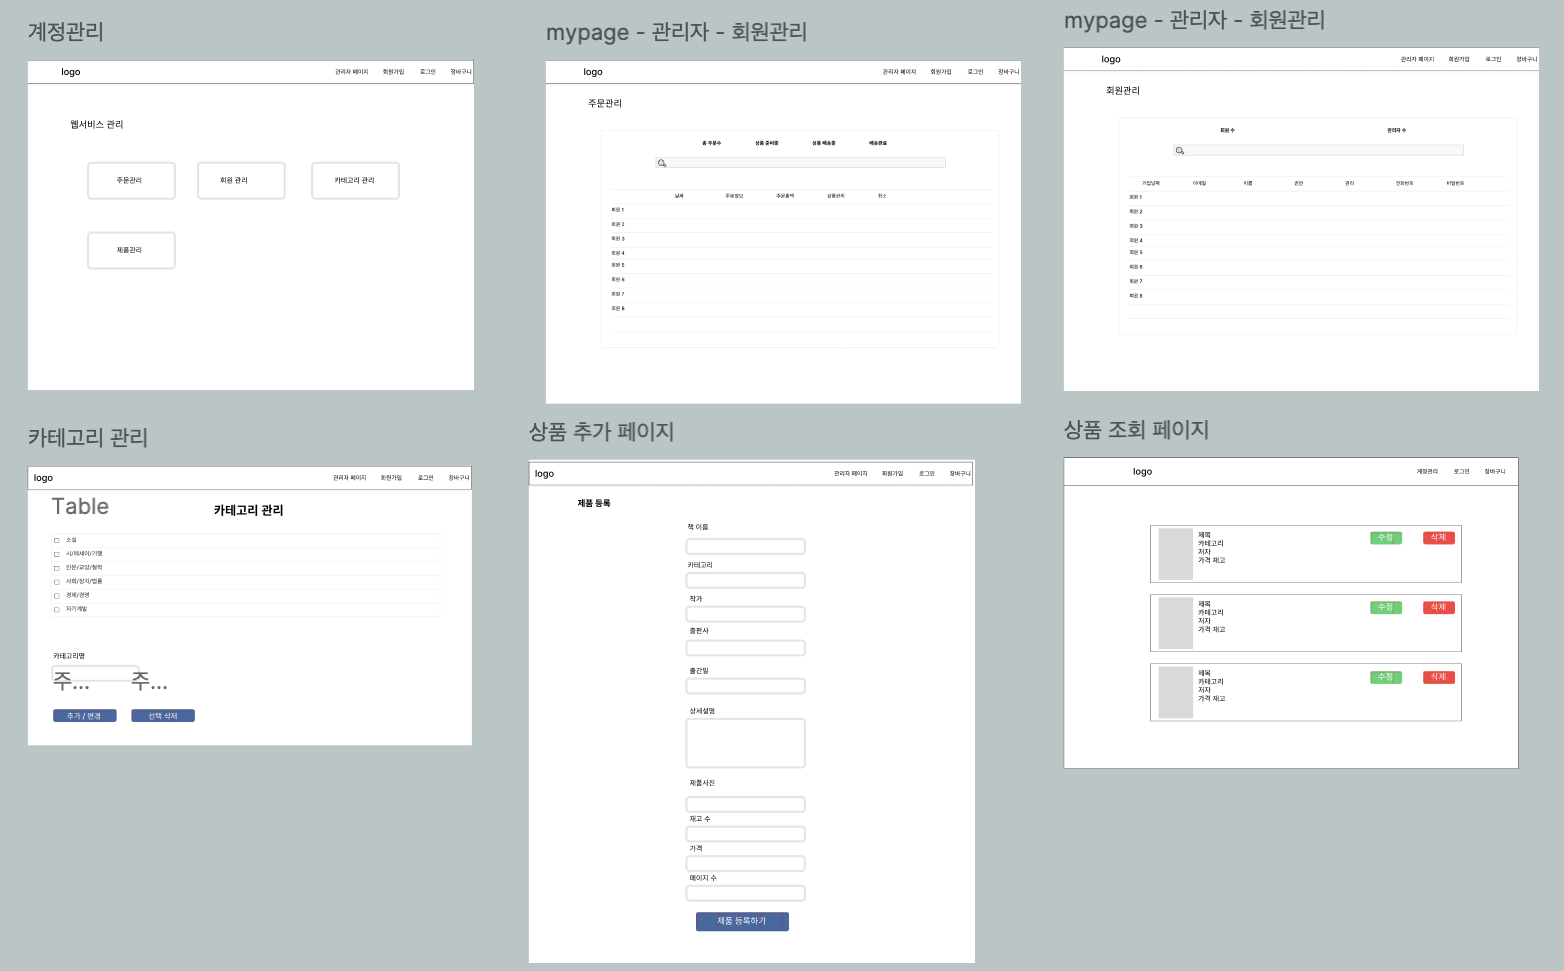 계정관리
logo
관리자 페이지 회원가입 로그인 장바구니
웹서비스 관리
주문관리 회원 관리 카테고리 관리
제품관리
mypage - 관리자 - 회원관리
logo
관리자 페이지 회원가입 로그인 장바구니
주문관리
총 주문수 상품 준비중 상품 배송중 배송완료
날짜 주문정보 주문총액 상품관리 취소
회원 1
회원 2
회원 3
회원 4
회원 5
회원 6
회원 7
회원 8
mypage - 관리자 - 회원관리
logo
관리자 페이지 회원가입 로그인 장바구니
회원관리
회원 수 관리자 수
가입날짜 이메일 이름 권한 관리 전화번호 비밀번호
회원 1
회원 2
회원 3
회원 4
회원 5
회원 6
회원 7
회원 8
카테고리 관리
logo
관리자 페이지 회원가입 로그인 장바구니
Table
카테고리 관리
소설
시/에세이/기행
인문/교양/철학
사회/정치/법률
경제/경영
자기계발
카테고리명
주... 주...
추가 / 변경 선택 삭제
상품 추가 페이지
logo
관리자 페이지 회원가입 로그인 장바구니
제품 등록
책 이름
카테고리
작가
출판사
출간일
상세설명
제품사진
재고 수
가격
페이지 수
제품 등록하기
상품 조회 페이지
logo
계정관리 로그인 장바구니
제목
카테고리
저자
가격 재고
수정 삭제
제목
카테고리
저자
가격 재고
수정 삭제
제목
카테고리
저자
가격 재고
수정 삭제